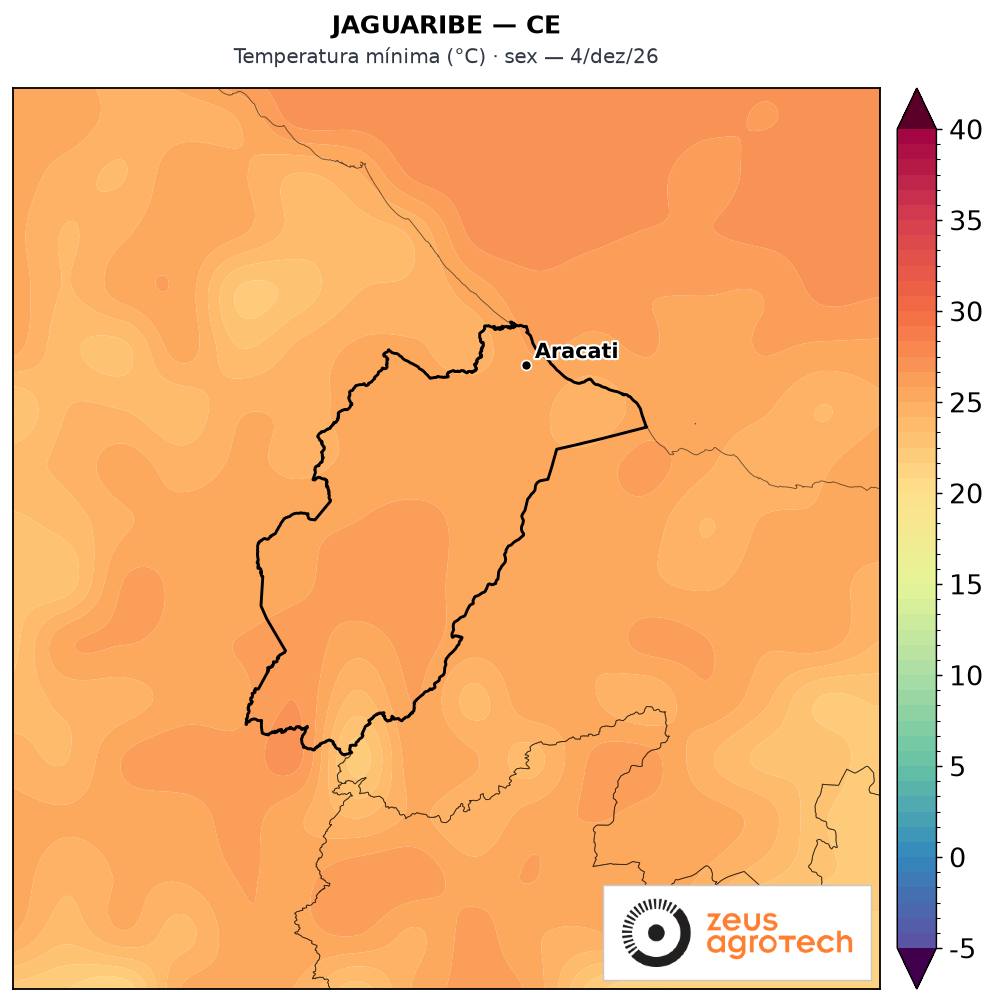 JAGUARIBE — CE
Temperatura mínima (°C) · sex — 4/dez/26
Aracati
40
35
30
25
20
15
10
5
0
-5
zeus
agrotech